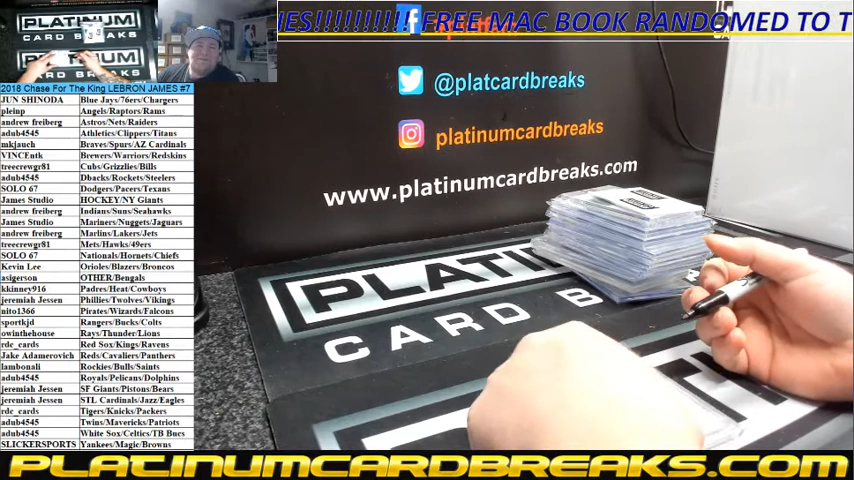 IES!!!!!!!!! FREE MAC BOOK RANDOMED TO T
PLATINUM
CARD BREAKS
PLATINUM
CARD BREAKS
@platcardbreaks
platinumcardbreaks
www.platinumcardbreaks.com
PLATIN
CARD B
2018 Chase For The King LEBRON JAMES #7
JUN SHINODA Blue Jays/76ers/Chargers
pleinp Angels/Raptors/Rams
andrew freiberg Astros/Nets/Raiders
adub4545 Athletics/Clippers/Titans
mkjauch Braves/Spurs/AZ Cardinals
VINCEntk Brewers/Warriors/Redskins
treecrewgr81 Cubs/Grizzlies/Bills
adub4545 Dbacks/Rockets/Steelers
SOLO 67 Dodgers/Pacers/Texans
James Studio HOCKEY/NY Giants
andrew freiberg Indians/Suns/Seahawks
James Studio Mariners/Nuggets/Jaguars
andrew freiberg Marlins/Lakers/Jets
treecrewgr81 Mets/Hawks/49ers
SOLO 67 Nationals/Hornets/Chiefs
Kevin Lee Orioles/Blazers/Broncos
asigerson OTHER/Bengals
kkinney916 Padres/Heat/Cowboys
jeremiah Jessen Phillies/Twolves/Vikings
nito1366 Pirates/Wizards/Falcons
sportkjd Rangers/Bucks/Colts
owinthehouse Rays/Thunder/Lions
rdc_cards Red Sox/Kings/Ravens
Jake Adamerovich Reds/Cavaliers/Panthers
lambonali Rockies/Bulls/Saints
adub4545 Royals/Pelicans/Dolphins
jeremiah Jessen SF Giants/Pistons/Bears
jeremiah Jessen STL Cardinals/Jazz/Eagles
rdc_cards Tigers/Knicks/Packers
adub4545 Twins/Mavericks/Patriots
adub4545 White Sox/Celtics/TB Bucs
SLICKERSPORTS Yankees/Magic/Browns
PLATINUMCARDBREAKS.COM